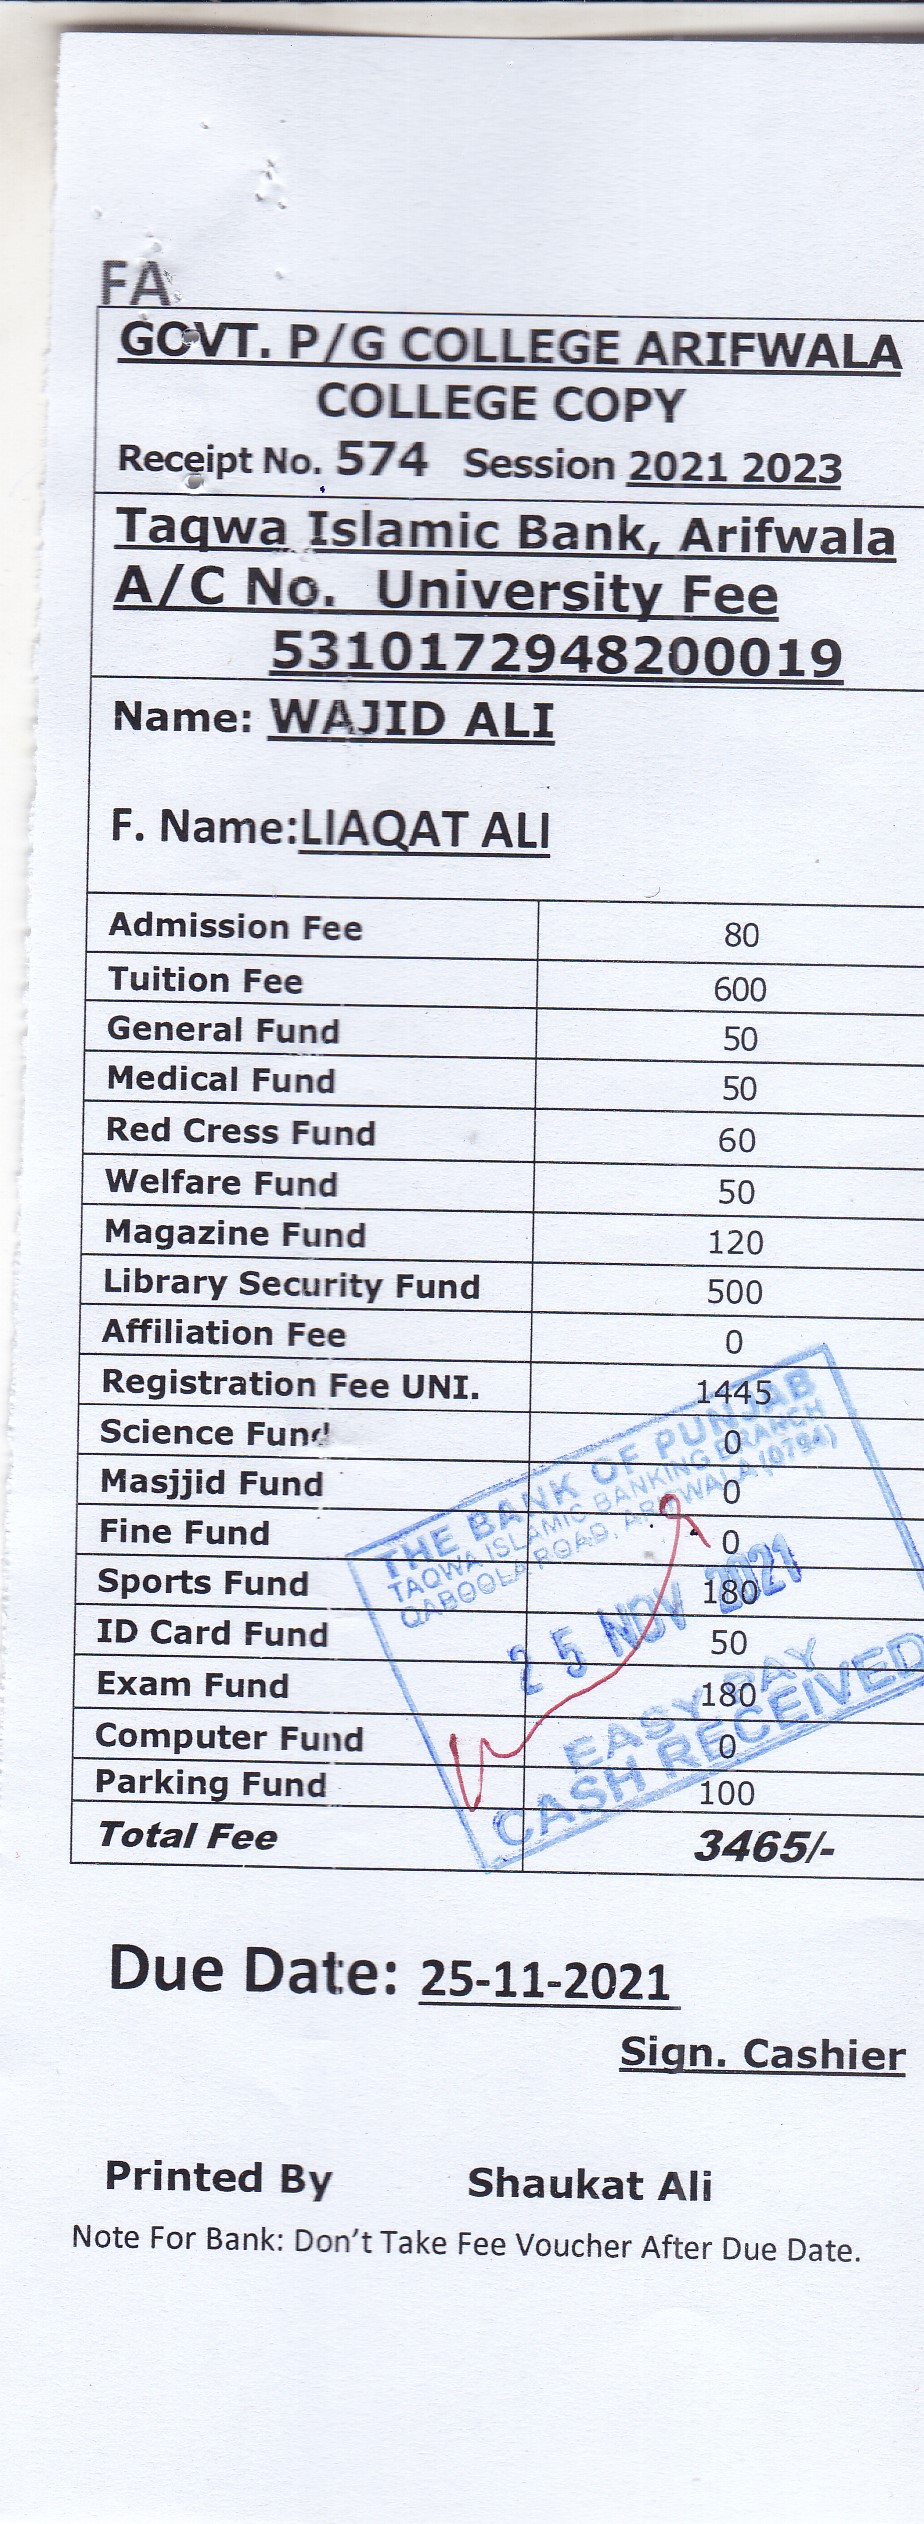 FA
GOVT. P/G COLLEGE ARIFWALA
COLLEGE COPY
Receipt No. 574 Session 2021 2023
Taqwa Islamic Bank, Arifwala
A/C No. University Fee
5310172948200019
Name: WAJID ALI
F. Name:LIAQAT ALI
Admission Fee 80
Tuition Fee 600
General Fund 50
Medical Fund 50
Red Cress Fund 60
Welfare Fund 50
Magazine Fund 120
Library Security Fund 500
Affiliation Fee 0
Registration Fee UNI. 1445
Science Fund 0
Masjjid Fund 0
Fine Fund 0
Sports Fund 180
ID Card Fund 50
Exam Fund 180
Computer Fund 0
Parking Fund 100
Total Fee 3465/-
THE BANK OF PUNJAB
TAQWA ISLAMIC BANKING BRANCH
QABOOLA ROAD, ARIFWALA (0794)
25 NOV 2021
EASY PAY
CASH RECEIVED
Due Date: 25-11-2021
Sign. Cashier
Printed By Shaukat Ali
Note For Bank: Don't Take Fee Voucher After Due Date.